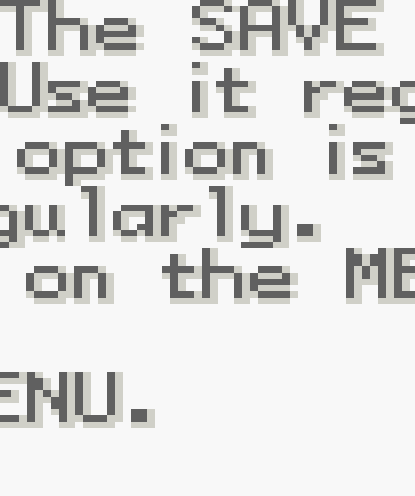 The SAVE
Use it reg
option is
gularly.
on the ME
ENU.